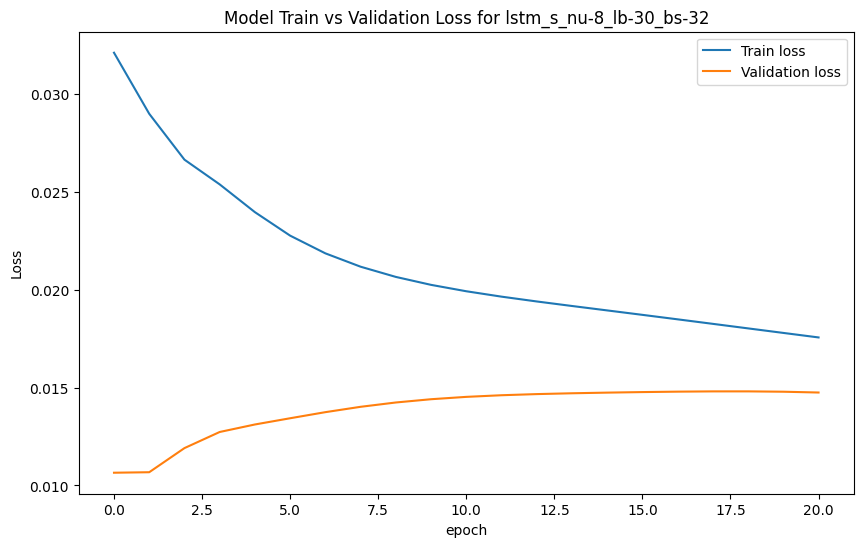 Model Train vs Validation Loss for lstm_s_nu-8_lb-30_bs-32
Train loss
Validation loss
0.030
0.025
0.020
0.015
0.010
Loss
0.0 2.5 5.0 7.5 10.0 12.5 15.0 17.5 20.0
epoch